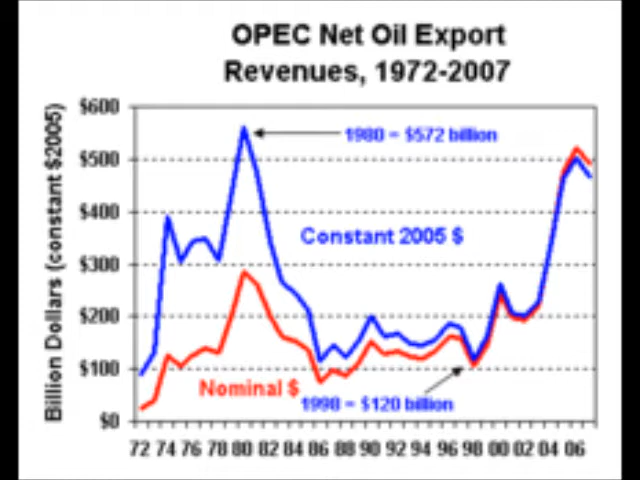 OPEC Net Oil Export
Revenues, 1972-2007
Billion Dollars (constant $2005)
$600
$500
$400
$300
$200
$100
$0
1980 = $572 billion
Constant 2005 $
Nominal $
1998 = $120 billion
72 74 76 78 80 82 84 86 88 90 92 94 96 98 00 02 04 06